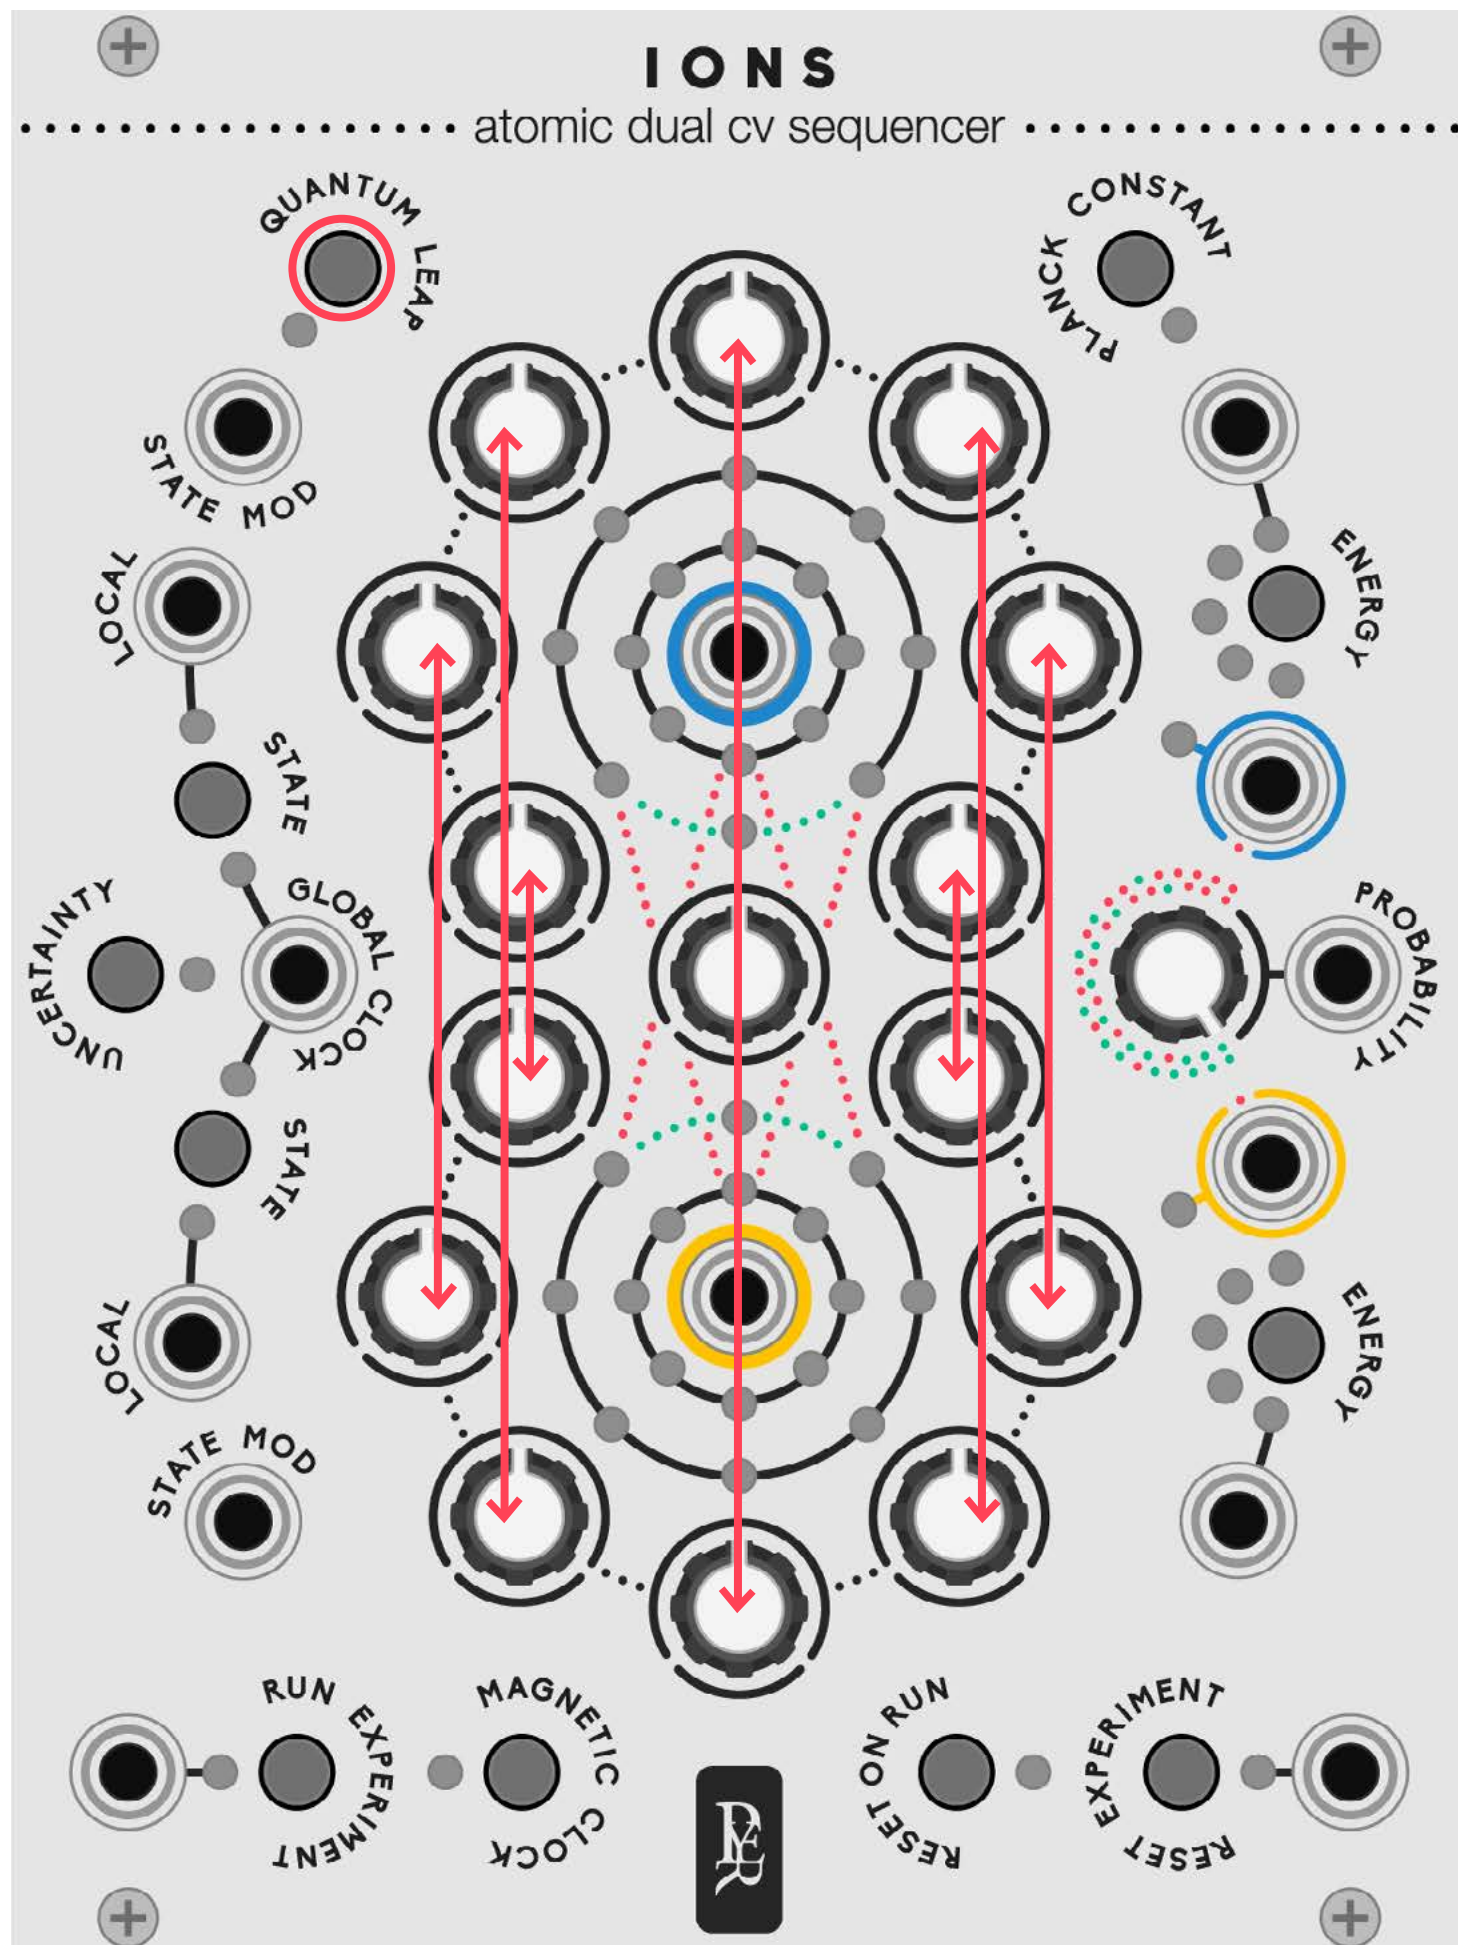 IONS
atomic dual cv sequencer
QUANTUM LEAP
PLANCK CONSTANT
STATE MOD
LOCAL
ENERGY
STATE
GLOBAL CLOCK
UNCERTAINTY
PROBABILITY
STATE
LOCAL
ENERGY
STATE MOD
RUN EXPERIMENT
MAGNETIC CLOCK
RESET ON RUN
RESET EXPERIMENT